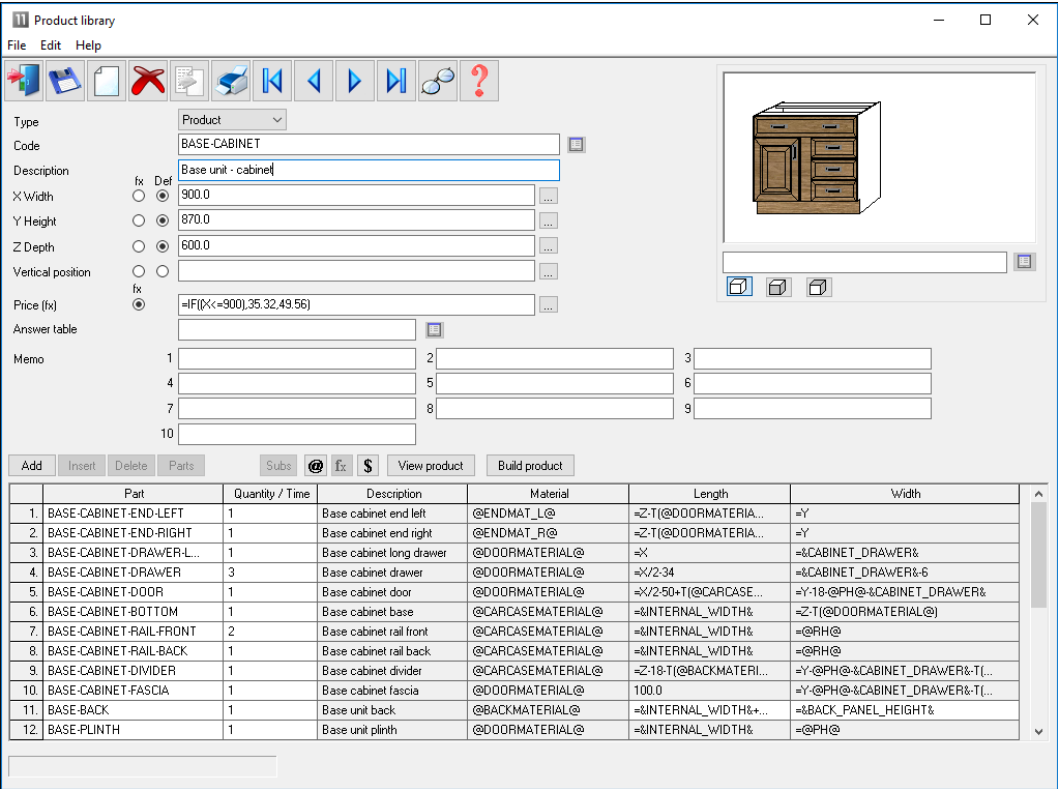 11 Product library
File Edit Help
Type Product
Code BASE-CABINET
Description Base unit - cabinet
fx Def
X Width 900.0 ...
Y Height 870.0 ...
Z Depth 600.0 ...
Vertical position ...
fx
Price (fx) =IF((X<=900),35.32,49.56) ...
Answer table
Memo 1 2 3
4 5 6
7 8 9
10
Add Insert Delete Parts Subs @ fx $ View product Build product
Part Quantity / Time Description Material Length Width
1. BASE-CABINET-END-LEFT 1 Base cabinet end left @ENDMAT_L@ =Z-T(@DOORMATERIA... =Y
2. BASE-CABINET-END-RIGHT 1 Base cabinet end right @ENDMAT_R@ =Z-T(@DOORMATERIA... =Y
3. BASE-CABINET-DRAWER-L... 1 Base cabinet long drawer @DOORMATERIAL@ =X =&CABINET_DRAWER&
4. BASE-CABINET-DRAWER 3 Base cabinet drawer @DOORMATERIAL@ =X/2-34 =&CABINET_DRAWER&-6
5. BASE-CABINET-DOOR 1 Base cabinet door @DOORMATERIAL@ =X/2-50+T(@CARCASE... =Y-18-@PH@-&CABINET_DRAWER&
6. BASE-CABINET-BOTTOM 1 Base cabinet base @CARCASEMATERIAL@ =&INTERNAL_WIDTH& =Z-T(@DOORMATERIAL@)
7. BASE-CABINET-RAIL-FRONT 2 Base cabinet rail front @CARCASEMATERIAL@ =&INTERNAL_WIDTH& =@RH@
8. BASE-CABINET-RAIL-BACK 1 Base cabinet rail back @CARCASEMATERIAL@ =&INTERNAL_WIDTH& =@RH@
9. BASE-CABINET-DIVIDER 1 Base cabinet divider @CARCASEMATERIAL@ =Z-18-T(@BACKMATERI... =Y-@PH@-&CABINET_DRAWER&-T(...
10. BASE-CABINET-FASCIA 1 Base cabinet fascia @DOORMATERIAL@ 100.0 =Y-@PH@-&CABINET_DRAWER&-T(...
11. BASE-BACK 1 Base unit back @BACKMATERIAL@ =&INTERNAL_WIDTH&+... =&BACK_PANEL_HEIGHT&
12. BASE-PLINTH 1 Base unit plinth @DOORMATERIAL@ =&INTERNAL_WIDTH& =@PH@